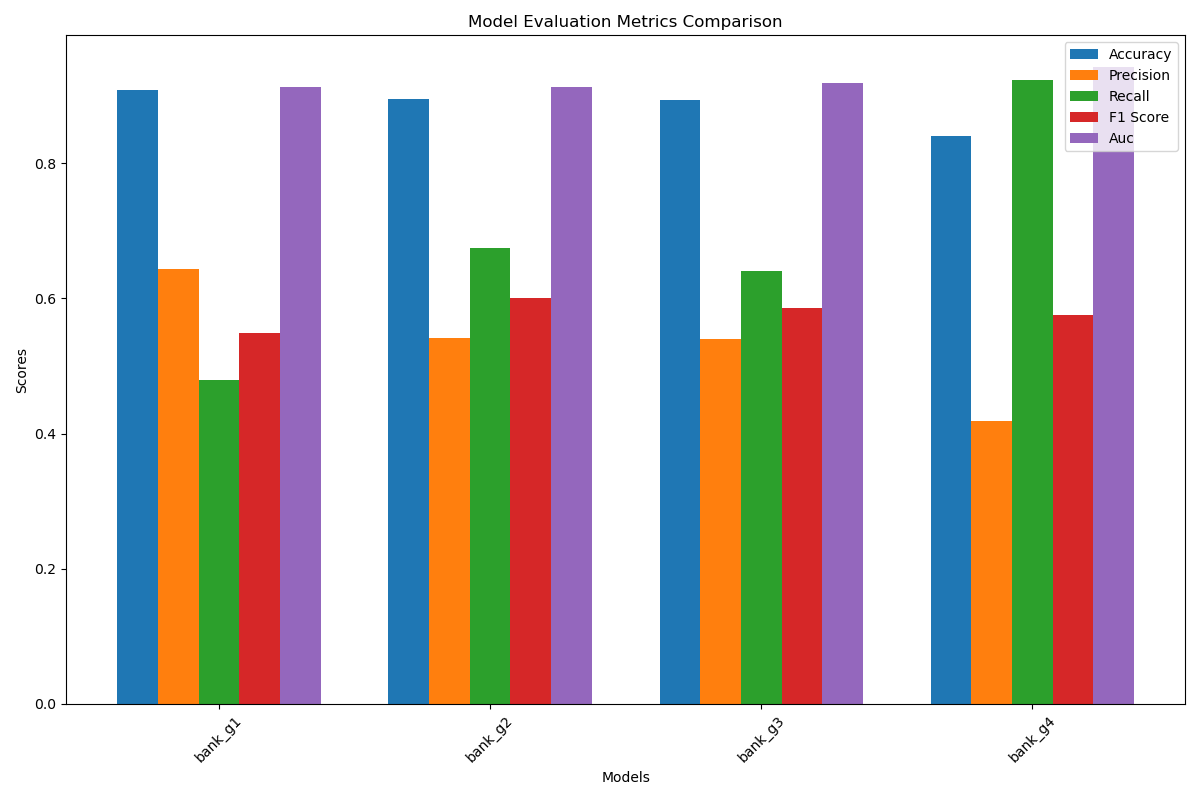 Model Evaluation Metrics Comparison
Accuracy
Precision
Recall
F1 Score
Auc
Scores
0.8
0.6
0.4
0.2
0.0
bank_g1
bank_g2
bank_g3
bank_g4
Models